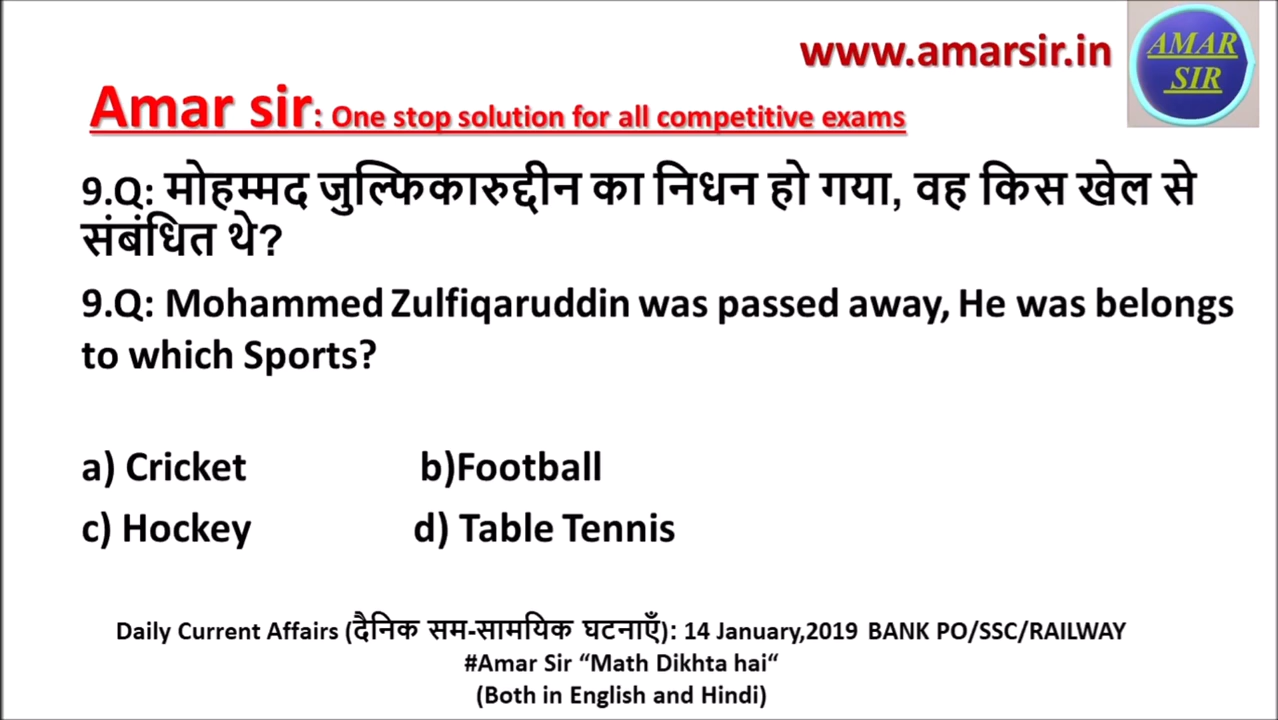 www.amarsir.in
AMAR
SIR
Amar sir: One stop solution for all competitive exams
9.Q: मोहम्मद जुल्फिकारुद्दीन का निधन हो गया, वह किस खेल से
संबंधित थे?
9.Q: Mohammed Zulfiqaruddin was passed away, He was belongs
to which Sports?
a) Cricket b)Football
c) Hockey d) Table Tennis
Daily Current Affairs (दैनिक सम-सामयिक घटनाएँ): 14 January,2019 BANK PO/SSC/RAILWAY
#Amar Sir “Math Dikhta hai“
(Both in English and Hindi)